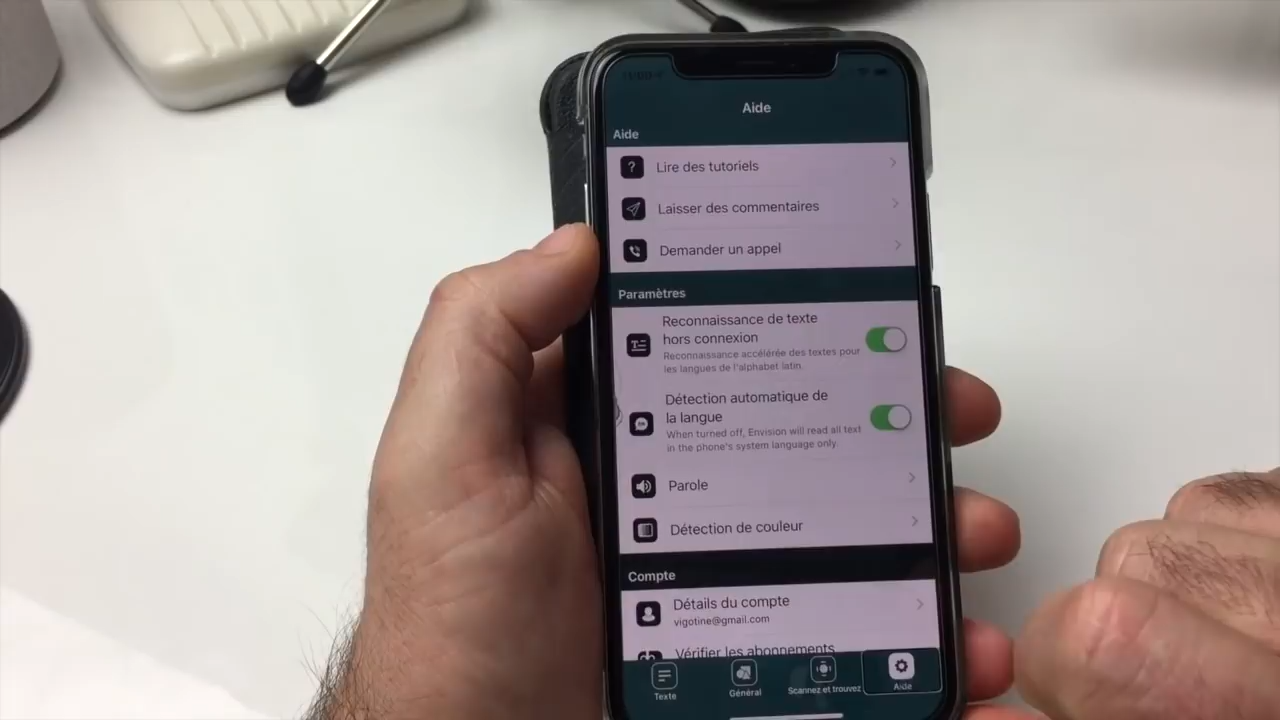 11:00
Aide
Aide
Lire des tutoriels
Laisser des commentaires
Demander un appel
Paramètres
Reconnaissance de texte
hors connexion
Reconnaissance accélérée des textes pour
les langues de l'alphabet latin.
Détection automatique de
la langue
When turned off, Envision will read all text
in the phone's system language only.
Parole
Détection de couleur
Compte
Détails du compte
vigotine@gmail.com
Vérifier les abonnements
Texte
Général
Scannez et trouvez
Aide